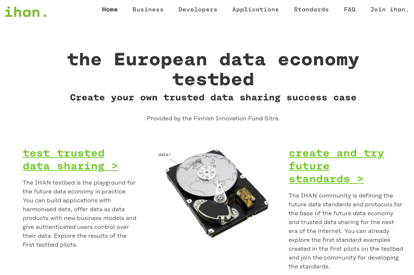 ihan.
Home Business Developers Applications Standards FAQ Join ihan.
the European data economy
testbed
Create your own trusted data sharing success case
Provided by the Finnish Innovation Fund Sitra.
test trusted
data sharing >
The IHAN testbed is the playground for
the future data economy in practice.
You can build applications with
harmonised data, offer data as data
products with new business models and
give authenticated users control over
their data. Explore the results of the
first testbed pilots.
data!
create and try
future
standards >
The IHAN community is defining the
future data standards and protocols for
the base of the future data economy
and trusted data sharing for the next
era of the internet. You can already
explore the first standard examples
created in the first pilots on the testbed
and join the community for developing
the standards.